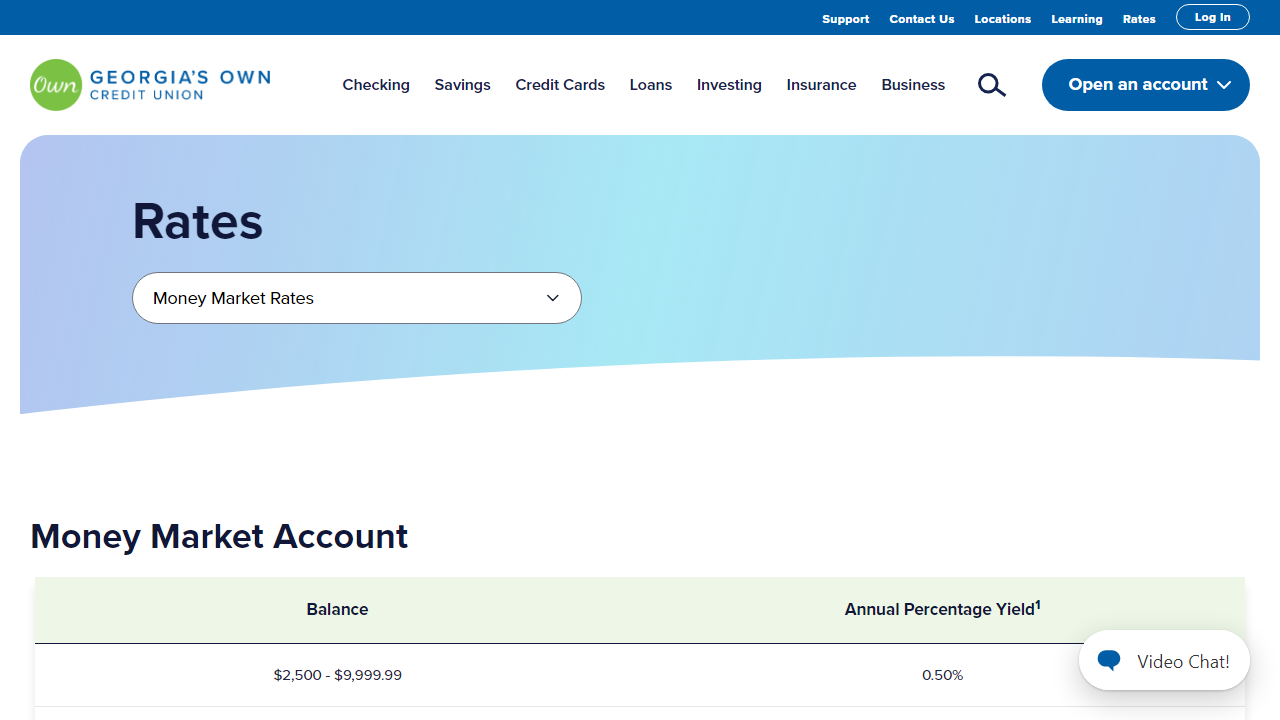 Support Contact Us Locations Learning Rates Log In
Own GEORGIA'S OWN
CREDIT UNION
Checking Savings Credit Cards Loans Investing Insurance Business Open an account
Rates
Money Market Rates
Money Market Account
Balance Annual Percentage Yield¹
$2,500 - $9,999.99 0.50%
Video Chat!